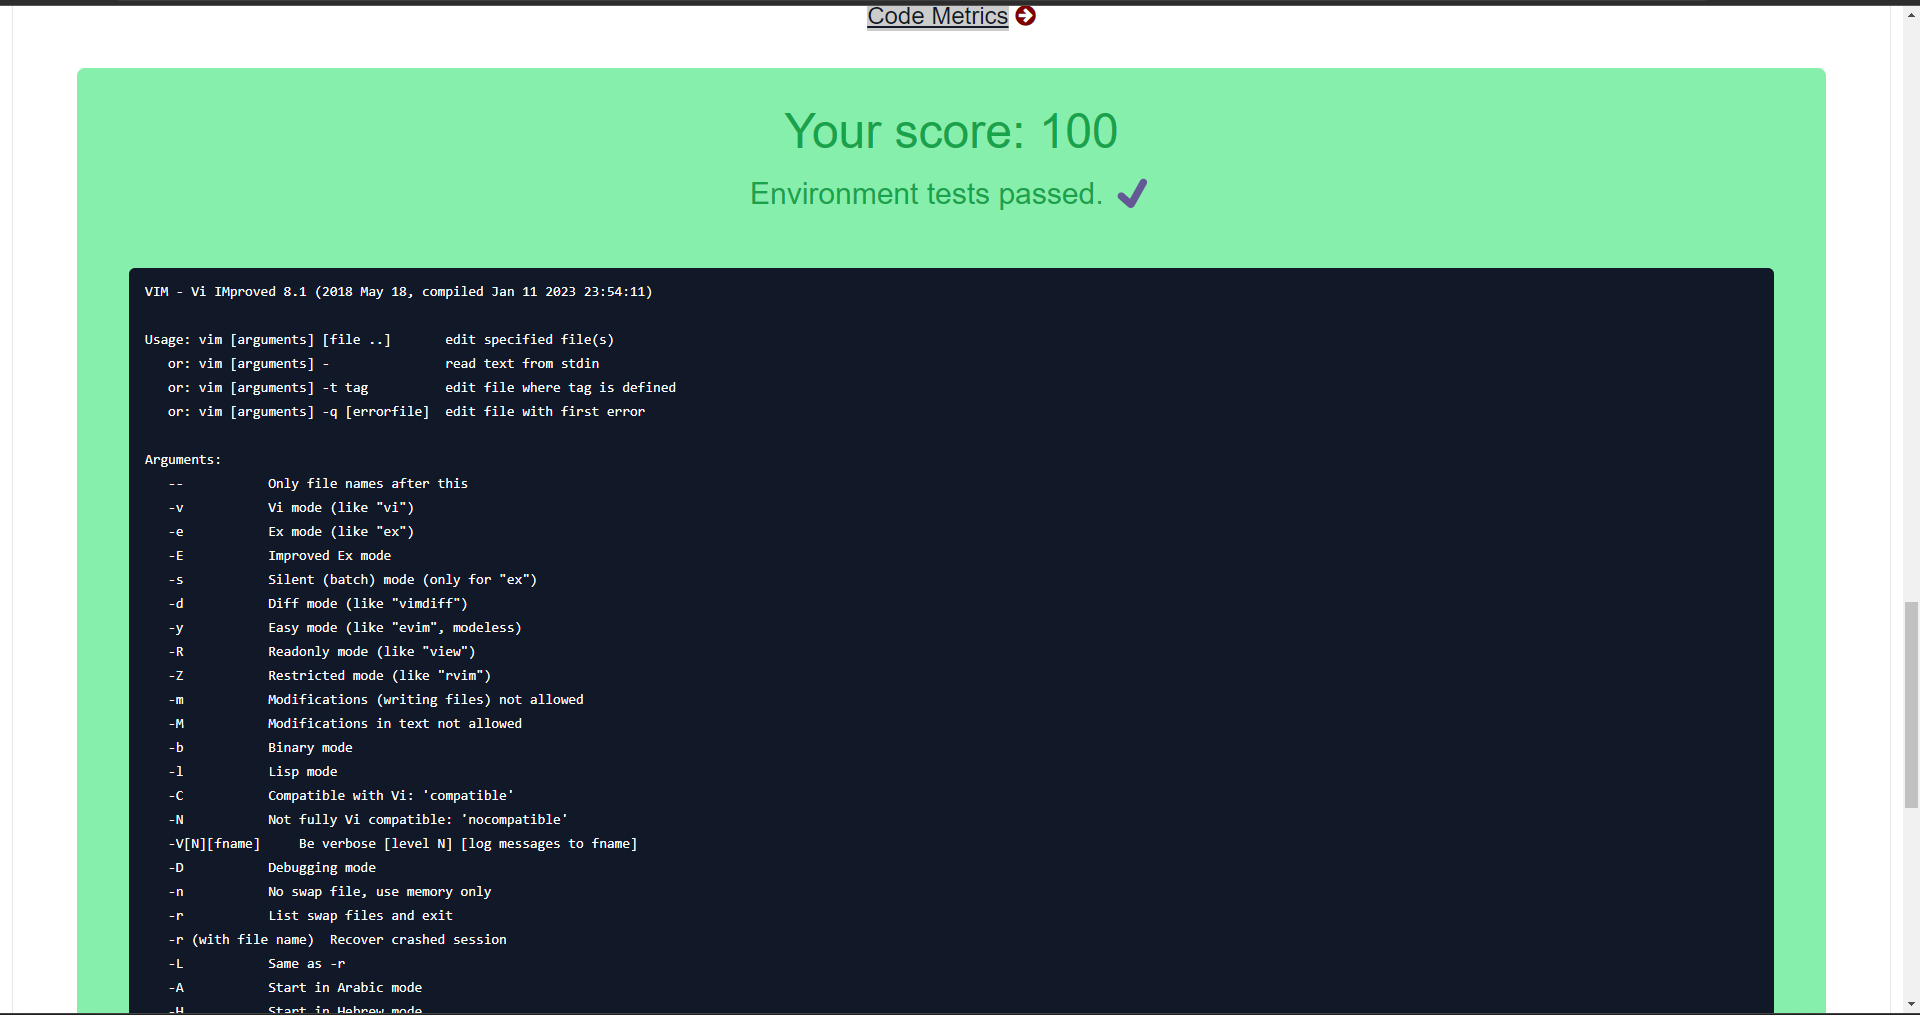 Code Metrics
Your score: 100
Environment tests passed.
VIM - Vi IMproved 8.1 (2018 May 18, compiled Jan 11 2023 23:54:11)
Usage: vim [arguments] [file ..]       edit specified file(s)
   or: vim [arguments] -               read text from stdin
   or: vim [arguments] -t tag          edit file where tag is defined
   or: vim [arguments] -q [errorfile]  edit file with first error
Arguments:
   --           Only file names after this
   -v           Vi mode (like "vi")
   -e           Ex mode (like "ex")
   -E           Improved Ex mode
   -s           Silent (batch) mode (only for "ex")
   -d           Diff mode (like "vimdiff")
   -y           Easy mode (like "evim", modeless)
   -R           Readonly mode (like "view")
   -Z           Restricted mode (like "rvim")
   -m           Modifications (writing files) not allowed
   -M           Modifications in text not allowed
   -b           Binary mode
   -l           Lisp mode
   -C           Compatible with Vi: 'compatible'
   -N           Not fully Vi compatible: 'nocompatible'
   -V[N][fname]     Be verbose [level N] [log messages to fname]
   -D           Debugging mode
   -n           No swap file, use memory only
   -r           List swap files and exit
   -r (with file name)  Recover crashed session
   -L           Same as -r
   -A           Start in Arabic mode
   -H           Start in Hebrew mode